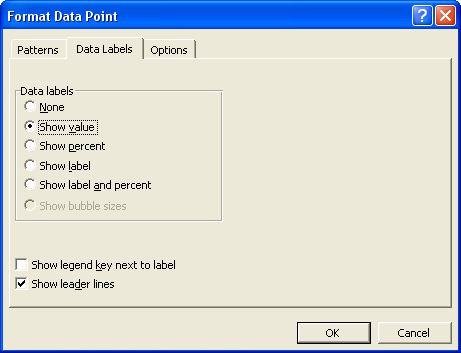 Format Data Point
Patterns Data Labels Options
Data labels
None
Show value
Show percent
Show label
Show label and percent
Show bubble sizes
Show legend key next to label
Show leader lines
OK Cancel